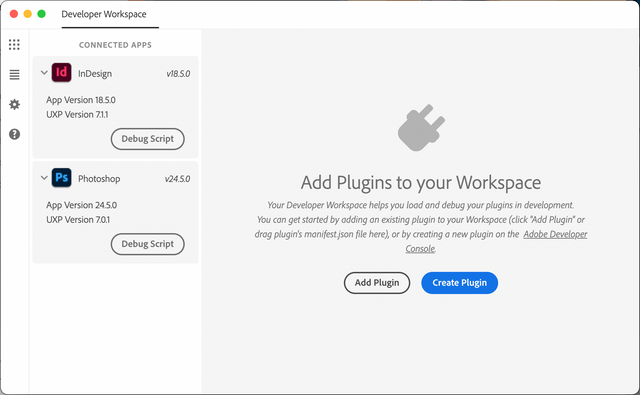 Developer Workspace
CONNECTED APPS
Id InDesign v18.5.0
App Version 18.5.0
UXP Version 7.1.1
Debug Script
Ps Photoshop v24.5.0
App Version 24.5.0
UXP Version 7.0.1
Debug Script
?
Add Plugins to your Workspace
Your Developer Workspace helps you load and debug your plugins in development.
You can get started by adding an existing plugin to your Workspace (click "Add Plugin" or
drag plugin's manifest.json file here), or by creating a new plugin on the Adobe Developer
Console.
Add Plugin
Create Plugin